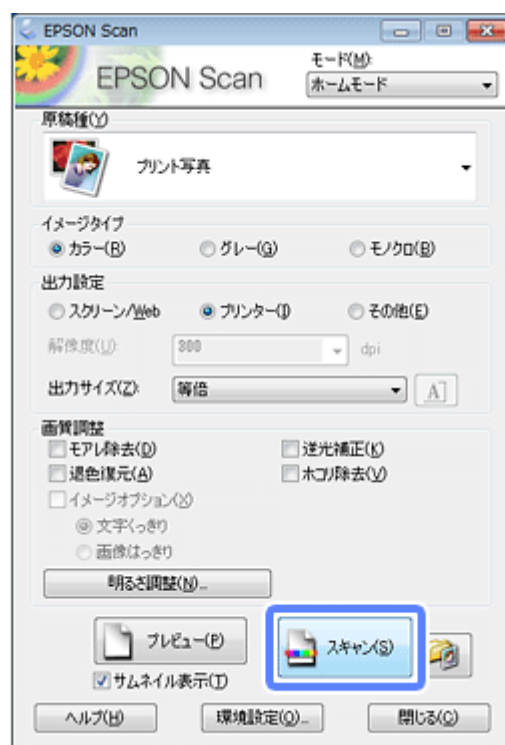 EPSON Scan
EPSON Scan
モード(M):
ホームモード
原稿種(Y)
プリント写真
イメージタイプ
カラー(R) グレー(G) モノクロ(B)
出力設定
スクリーン/Web プリンター(I) その他(E)
解像度(U): 300 dpi
出力サイズ(Z): 等倍 A
画質調整
モアレ除去(D) 逆光補正(K)
退色復元(A) ホコリ除去(V)
イメージオプション(X)
文字くっきり
画像はっきり
明るさ調整(N)...
プレビュー(P) スキャン(S)
サムネイル表示(T)
ヘルプ(H) 環境設定(O)... 閉じる(C)